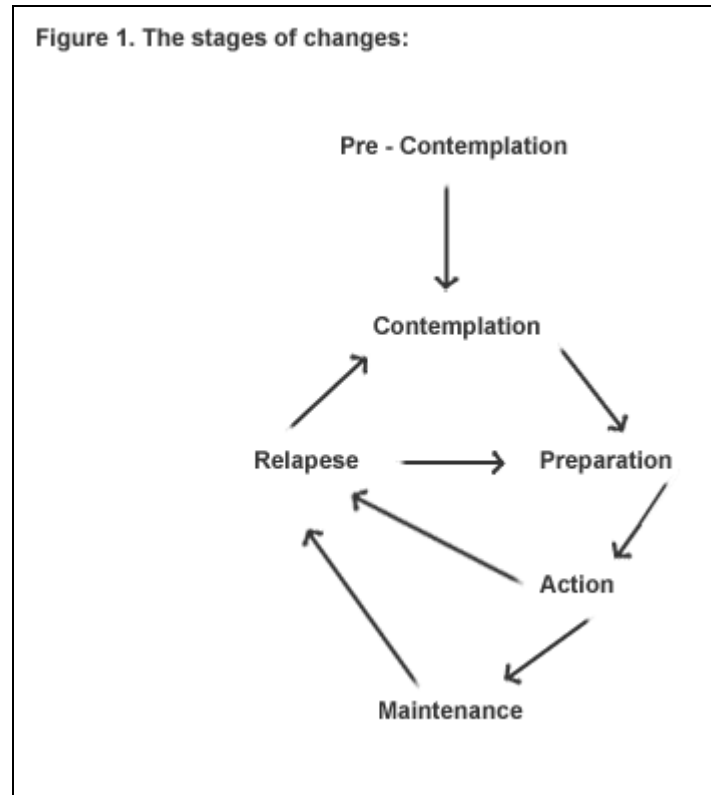 Figure 1. The stages of changes:
Pre - Contemplation
Contemplation
Relapese
Preparation
Action
Maintenance